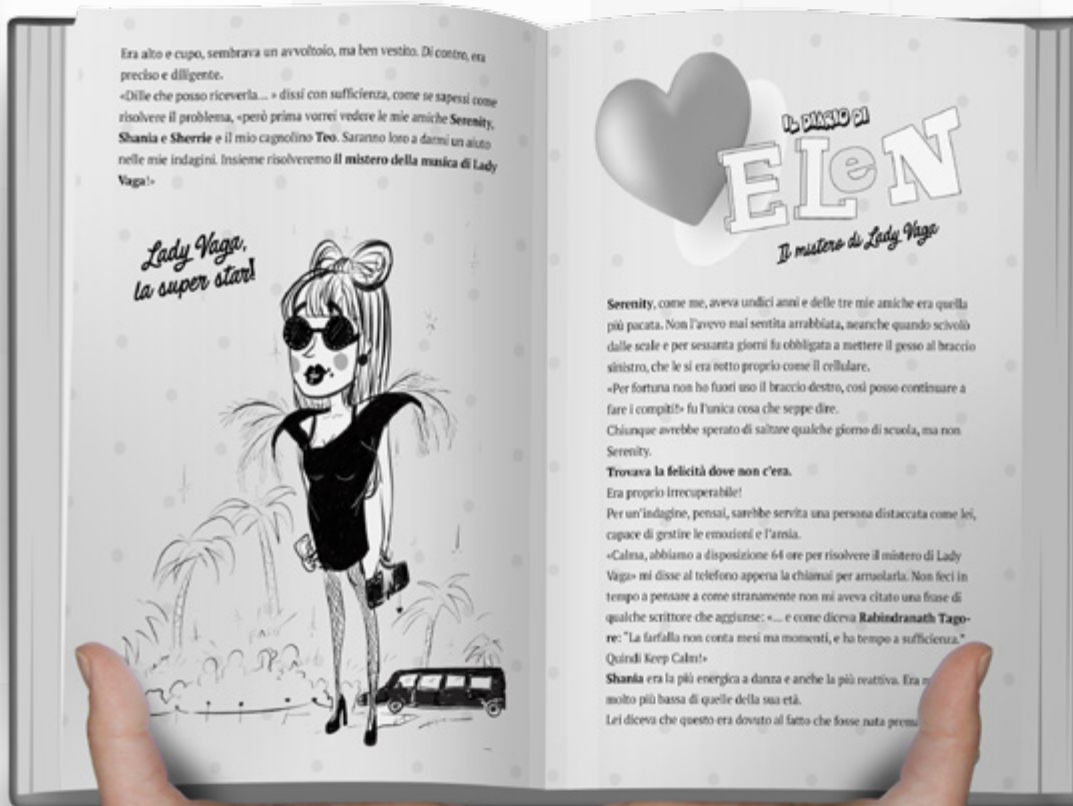 Era alto e cupo, sembrava un avvoltoio, ma ben vestito. Di contro, era
preciso e diligente.
«Dille che posso riceverla... » dissi con sufficienza, come se sapessi come
risolvere il problema, «però prima vorrei vedere le mie amiche Serenity,
Shania e Sherrie e il mio cagnolino Teo. Saranno loro a darmi un aiuto
nelle mie indagini. Insieme risolveremo il mistero della musica di Lady
Vaga!»
Lady Vaga,
la super star!
IL DIARIO DI
ELeN
Il mistero di Lady Vaga
Serenity, come me, aveva undici anni e delle tre mie amiche era quella
più pacata. Non l'avevo mai sentita arrabbiata, neanche quando scivolò
dalle scale e per sessanta giorni fu obbligata a mettere il gesso al braccio
sinistro, che le si era rotto proprio come il cellulare.
«Per fortuna non ho fuori uso il braccio destro, così posso continuare a
fare i compiti!» fu l'unica cosa che seppe dire.
Chiunque avrebbe sperato di saltare qualche giorno di scuola, ma non
Serenity.
Trovava la felicità dove non c'era.
Era proprio irrecuperabile!
Per un'indagine, pensai, sarebbe servita una persona distaccata come lei,
capace di gestire le emozioni e l'ansia.
«Calma, abbiamo a disposizione 64 ore per risolvere il mistero di Lady
Vaga» mi disse al telefono appena la chiamai per arruolarla. Non feci in
tempo a pensare a come stranamente non mi aveva citato una frase di
qualche scrittore che aggiunse: «... e come diceva Rabindranath Tago-
re: "La farfalla non conta mesi ma momenti, e ha tempo a sufficienza."
Quindi Keep Calm!»
Shania era la più energica a danza e anche la più reattiva. Era
molto più bassa di quelle della sua età.
Lei diceva che questo era dovuto al fatto che fosse nata